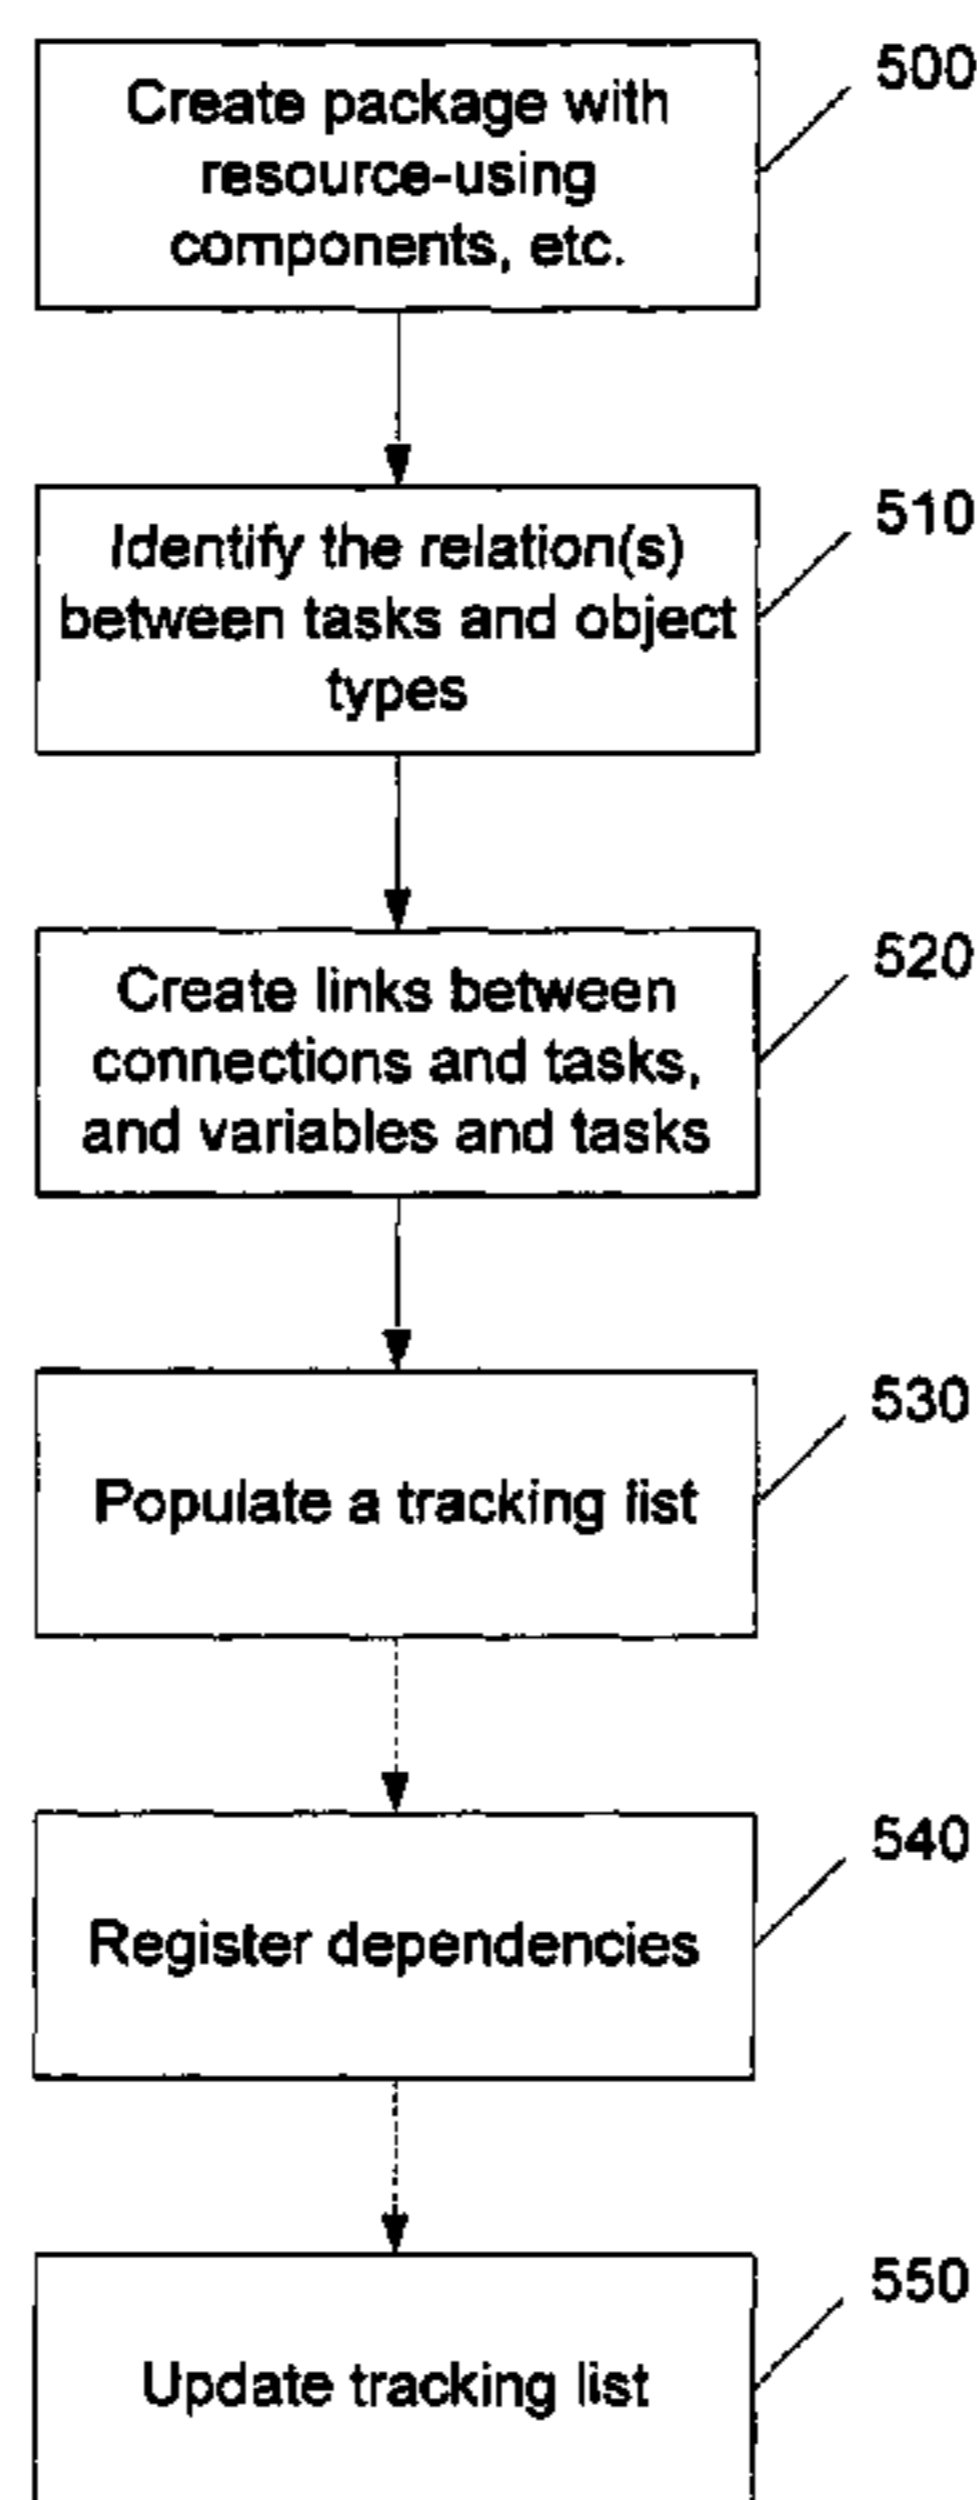 Create package with
resource-using
components, etc.
500
Identify the relation(s)
between tasks and object
types
510
Create links between
connections and tasks,
and variables and tasks
520
Populate a tracking list
530
Register dependencies
540
Update tracking list
550